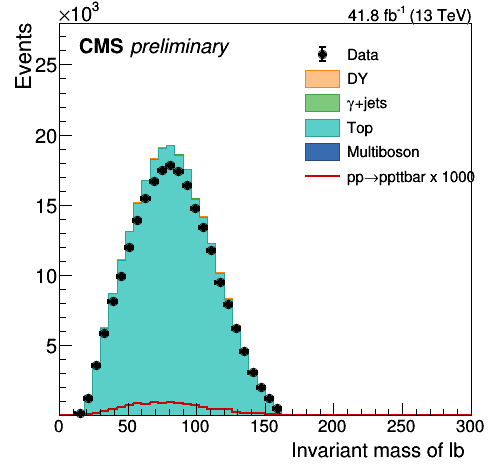 ×10³
41.8 fb⁻¹ (13 TeV)
Events
CMS preliminary
Data
DY
γ+jets
Top
Multiboson
pp→ppttbar x 1000
25
20
15
10
5
0 50 100 150 200 250 300
Invariant mass of lb